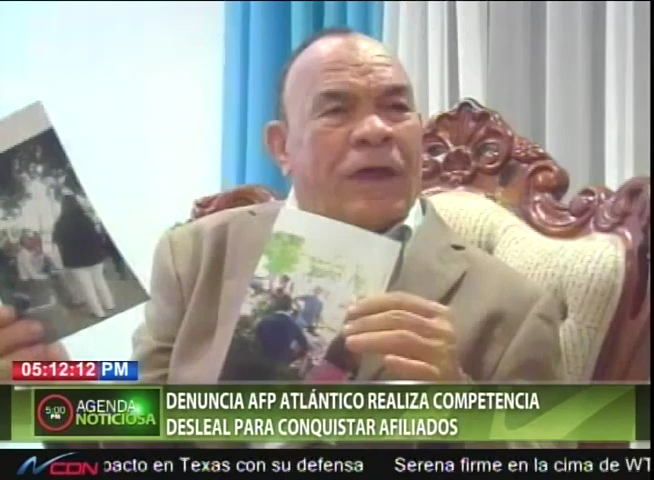 05:12:12 PM
5:00 PM
AGENDA NOTICIOSA
DENUNCIA AFP ATLÁNTICO REALIZA COMPETENCIA
DESLEAL PARA CONQUISTAR AFILIADOS
CDN pacto en Texas con su defensa Serena firme en la cima de WT